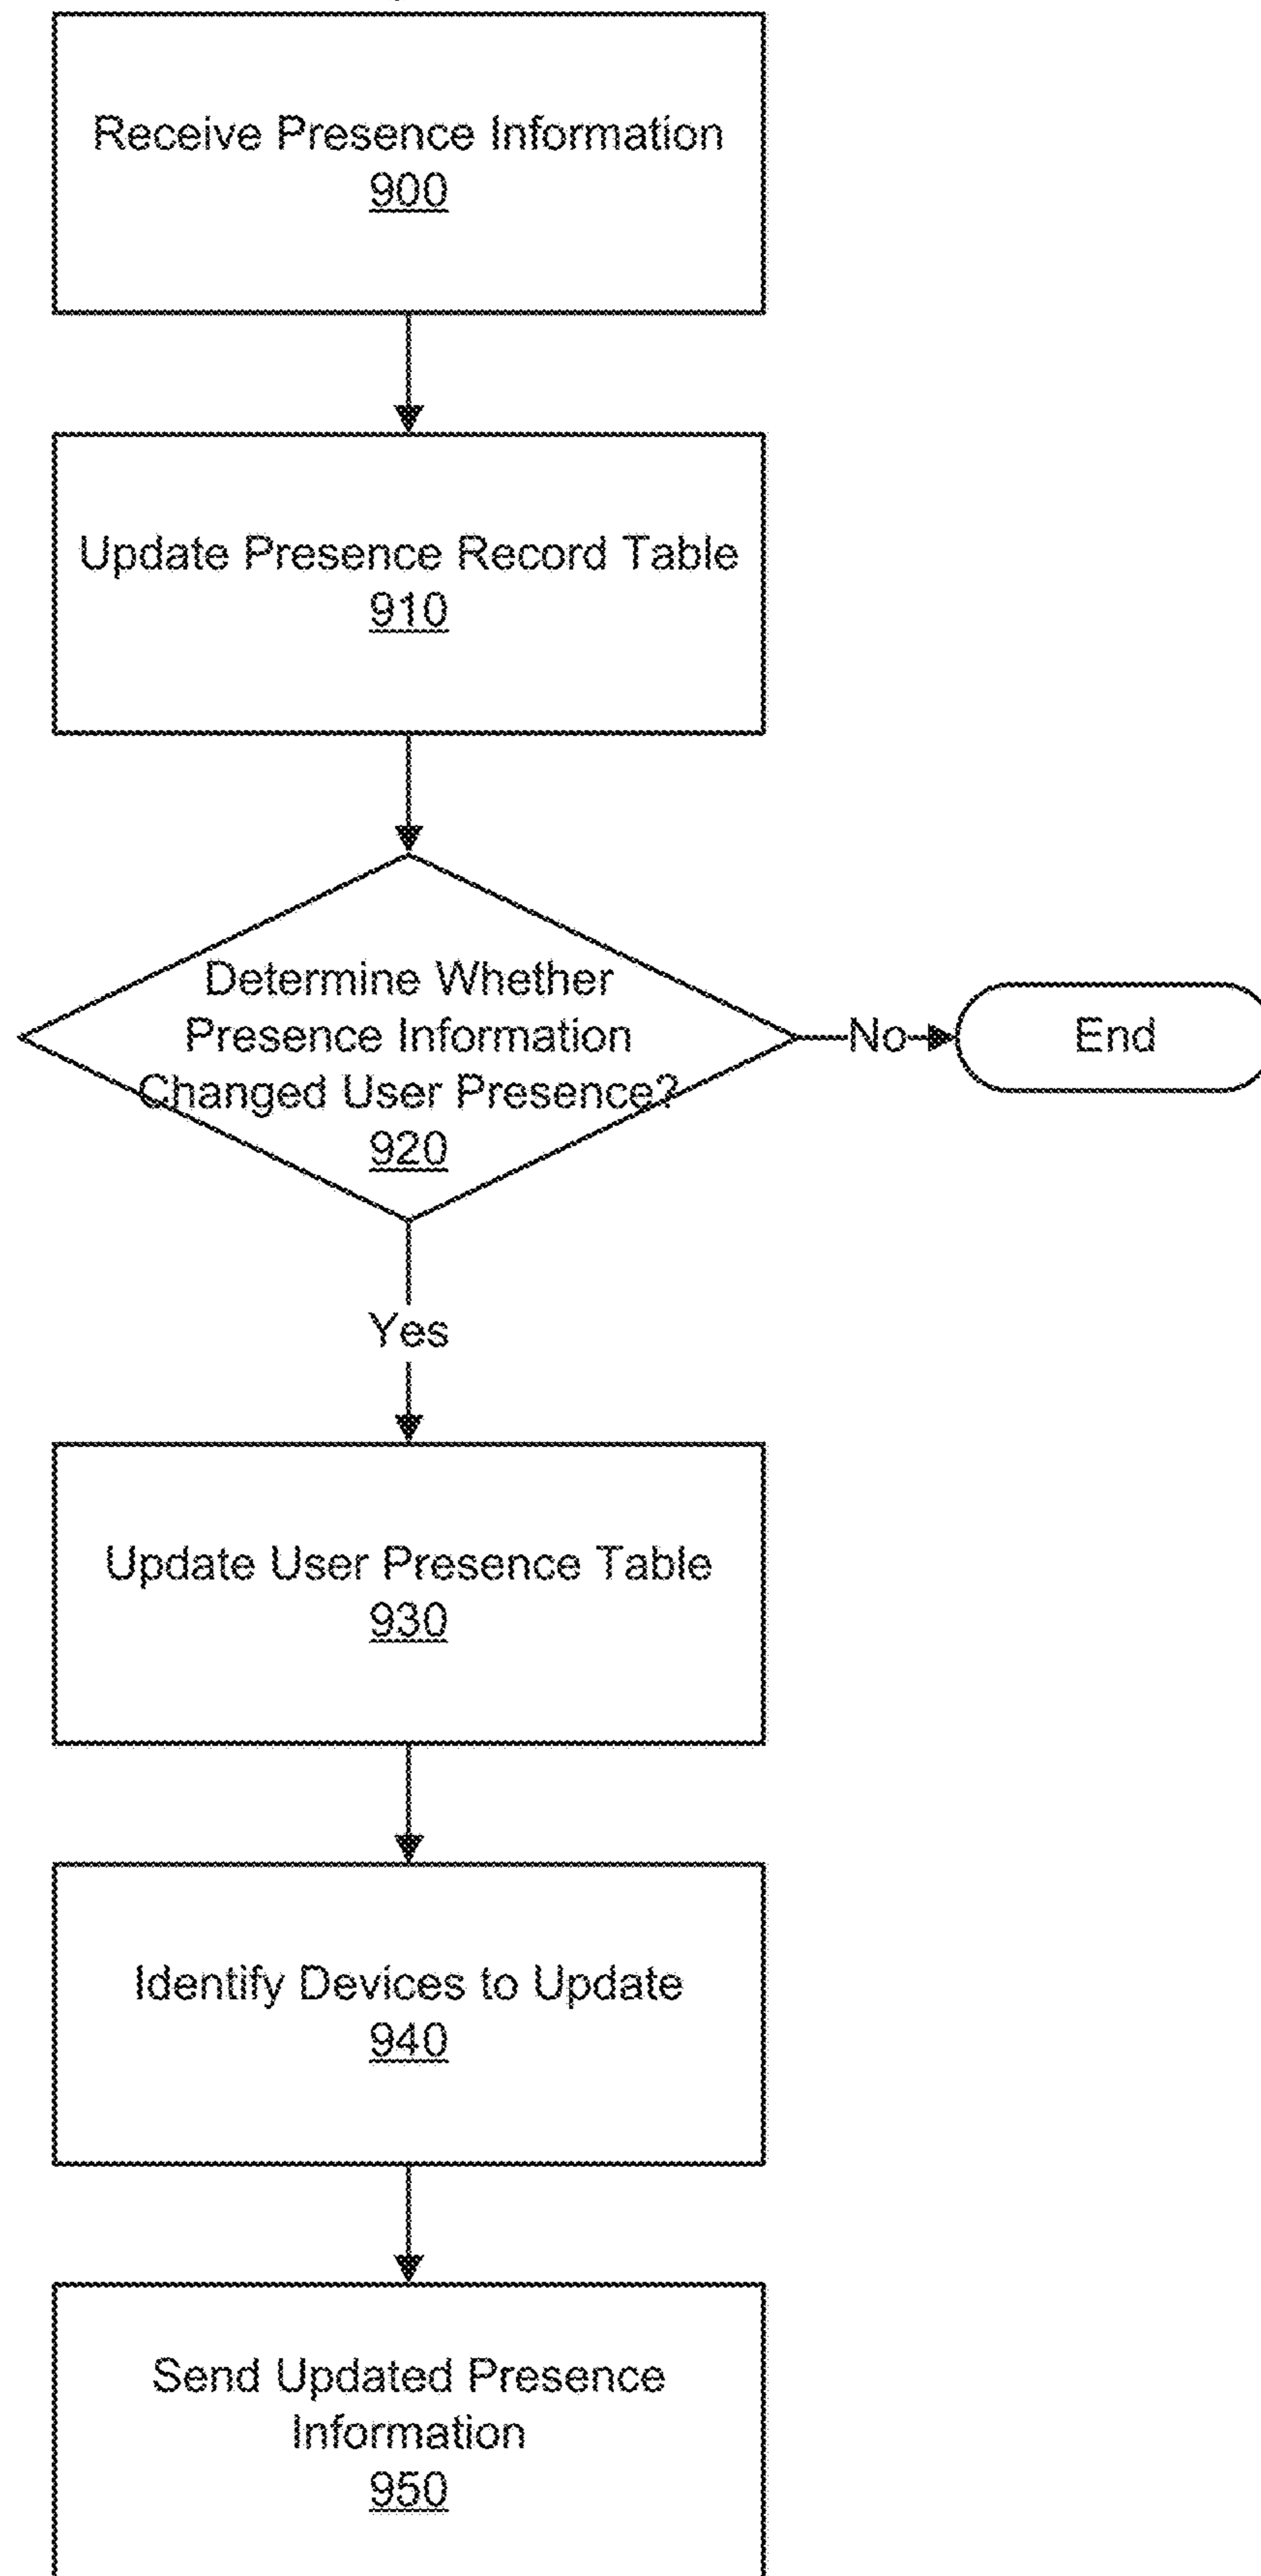 Receive Presence Information
900
Update Presence Record Table
910
Determine Whether
Presence Information
Changed User Presence?
920
No
End
Yes
Update User Presence Table
930
Identify Devices to Update
940
Send Updated Presence
Information
950